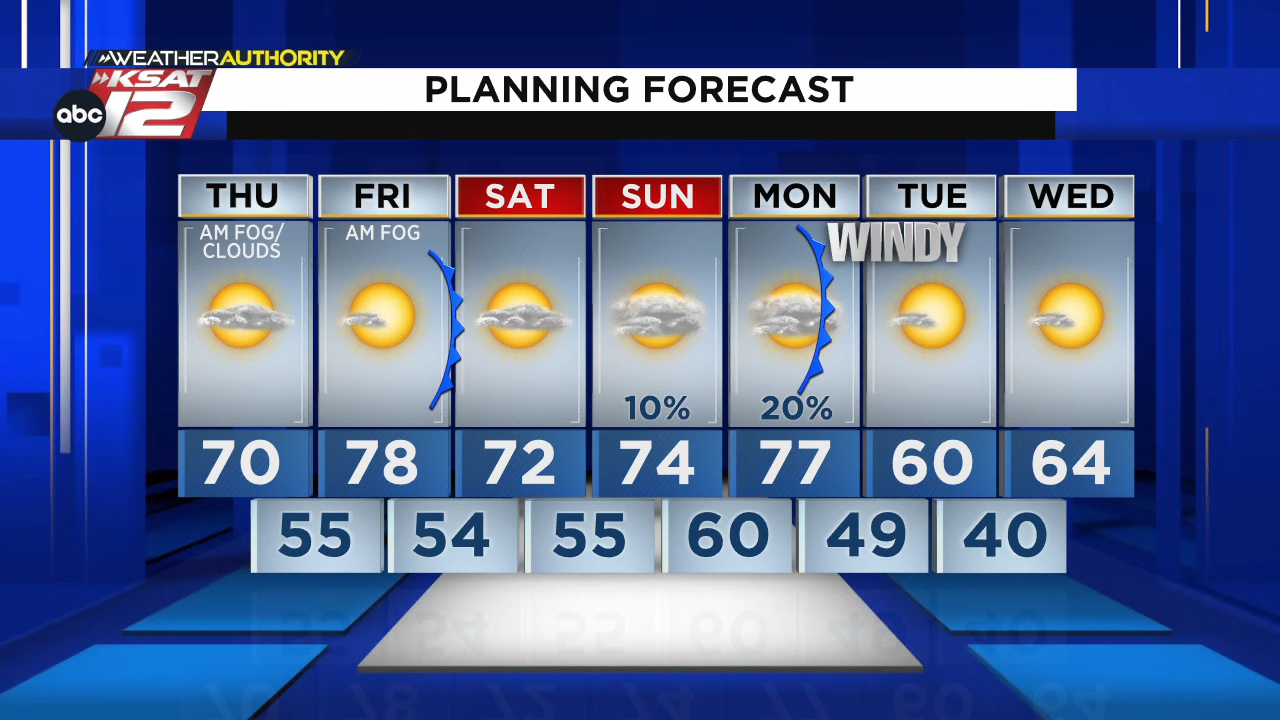 WEATHERAUTHORITY
KSAT
abc 12
PLANNING FORECAST
THU FRI SAT SUN MON TUE WED
AM FOG/
CLOUDS
AM FOG
WINDY
10% 20%
70 78 72 74 77 60 64
55 54 55 60 49 40